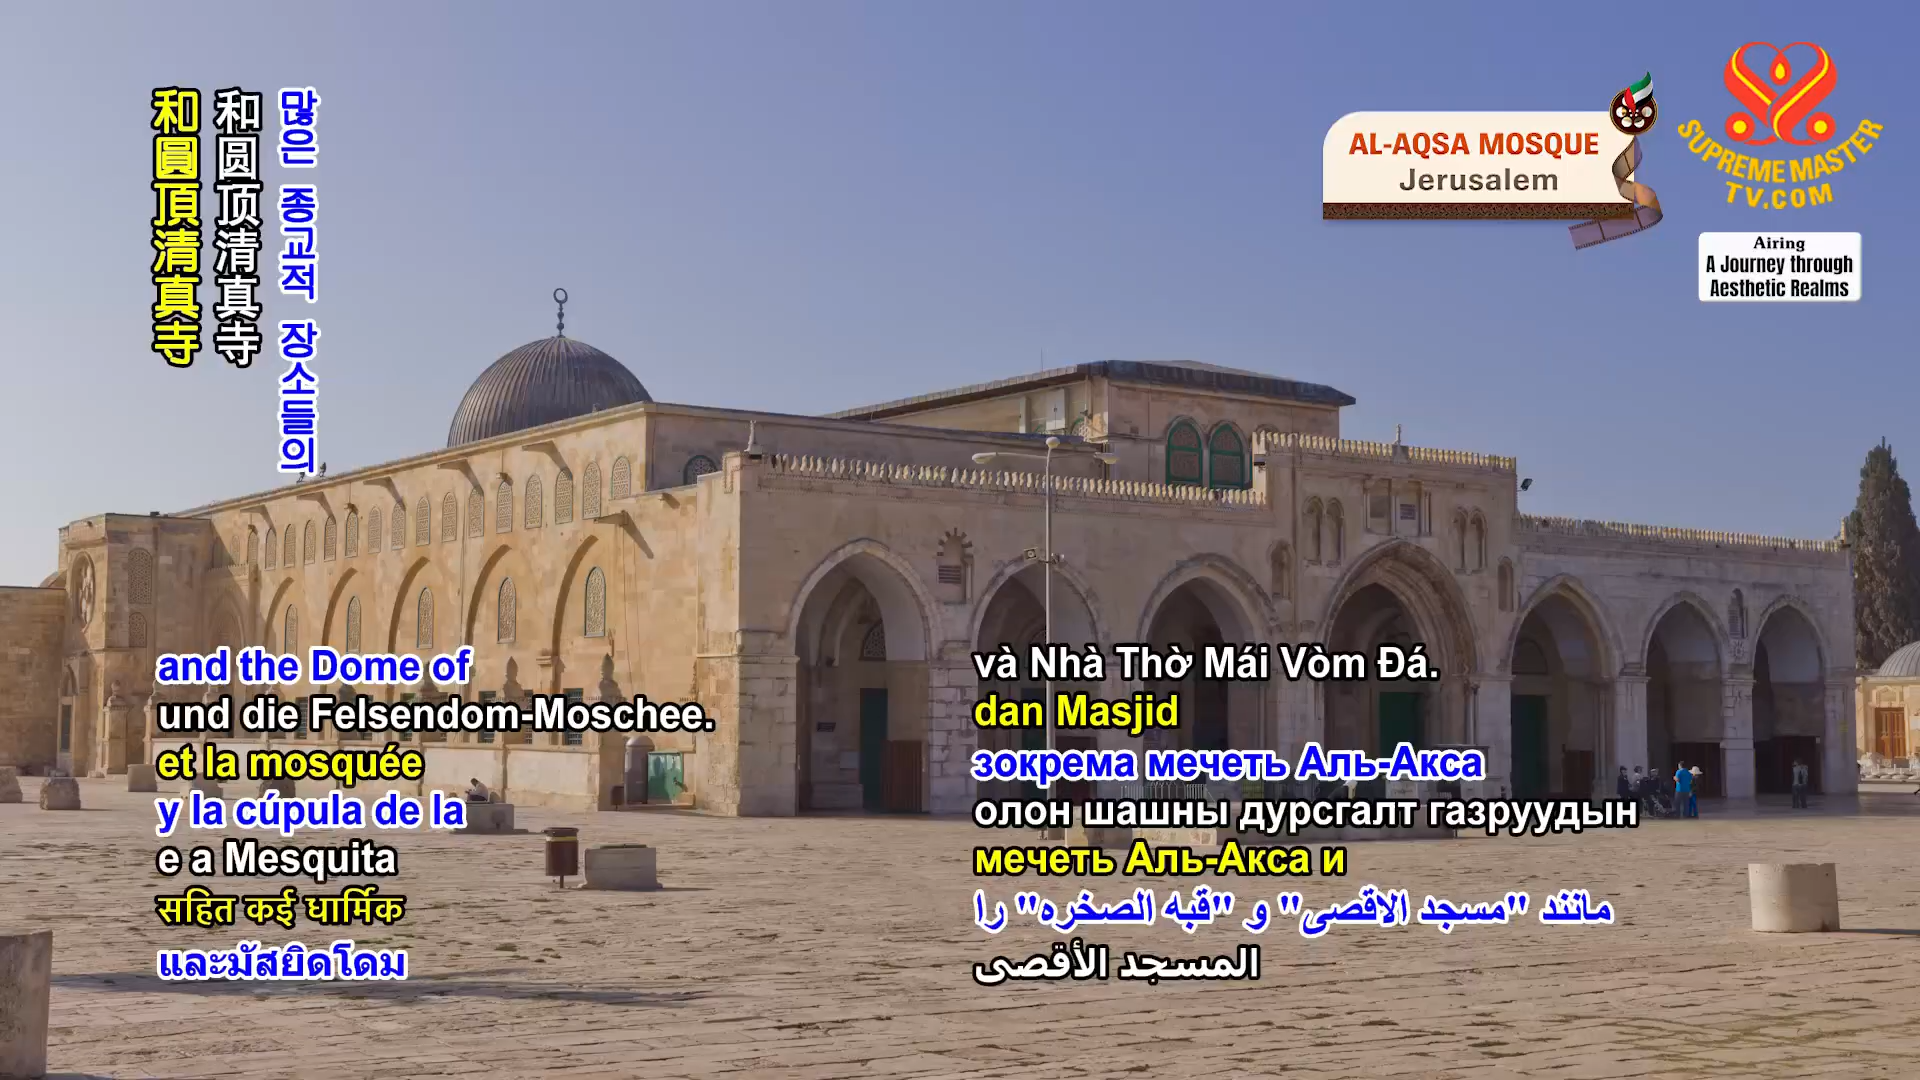 和圓頂清真寺
和圆顶清真寺
많은 종교적 장소들의
AL-AQSA MOSQUE
Jerusalem
SUPREME MASTER
TV.COM
Airing
A Journey through
Aesthetic Realms
and the Dome of
und die Felsendom-Moschee.
et la mosquée
y la cúpula de la
e a Mesquita
सहित कई धार्मिक
และมัสยิดโดม
và Nhà Thờ Mái Vòm Đá.
dan Masjid
зокрема мечеть Аль-Акса
олон шашны дурсгалт газруудын
мечеть Аль-Акса и
مانند "مسجد الاقصی" و "قبه الصخره" را
المسجد الأقصى